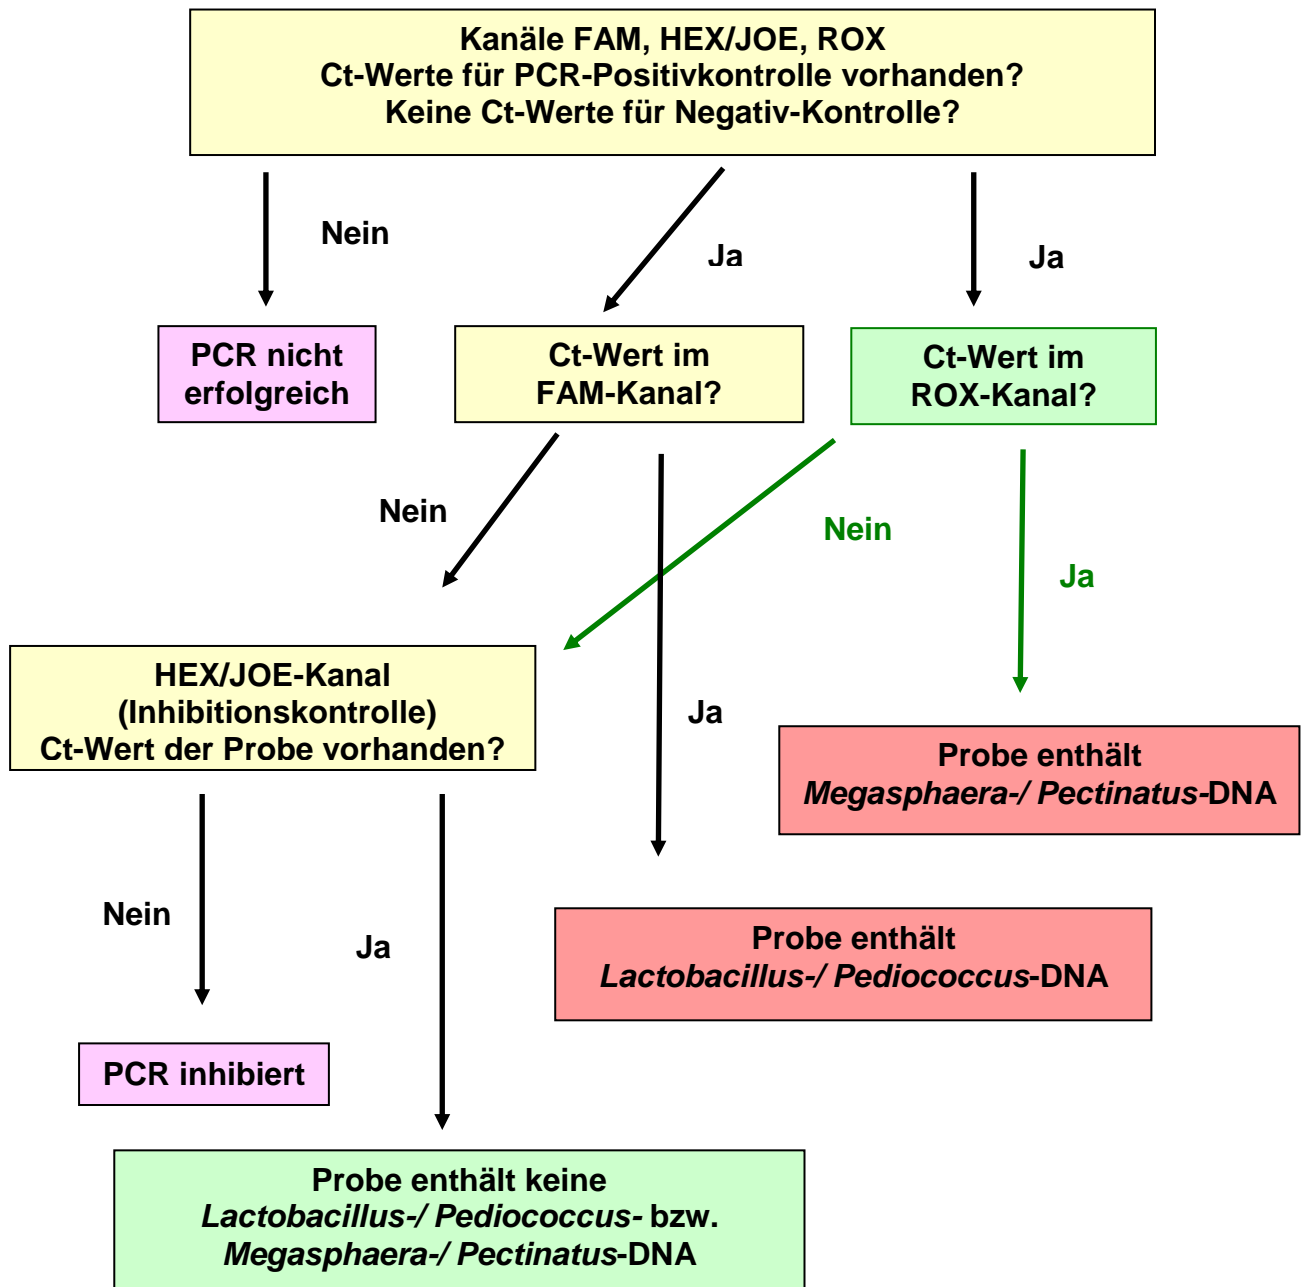 Kanäle FAM, HEX/JOE, ROX
Ct-Werte für PCR-Positivkontrolle vorhanden?
Keine Ct-Werte für Negativ-Kontrolle?
Nein
Ja
Ja
PCR nicht
erfolgreich
Ct-Wert im
FAM-Kanal?
Ct-Wert im
ROX-Kanal?
Nein
Nein
Ja
HEX/JOE-Kanal
(Inhibitionskontrolle)
Ct-Wert der Probe vorhanden?
Ja
Probe enthält
Megasphaera-/ Pectinatus-DNA
Nein
Ja
Probe enthält
Lactobacillus-/ Pediococcus-DNA
PCR inhibiert
Probe enthält keine
Lactobacillus-/ Pediococcus- bzw.
Megasphaera-/ Pectinatus-DNA